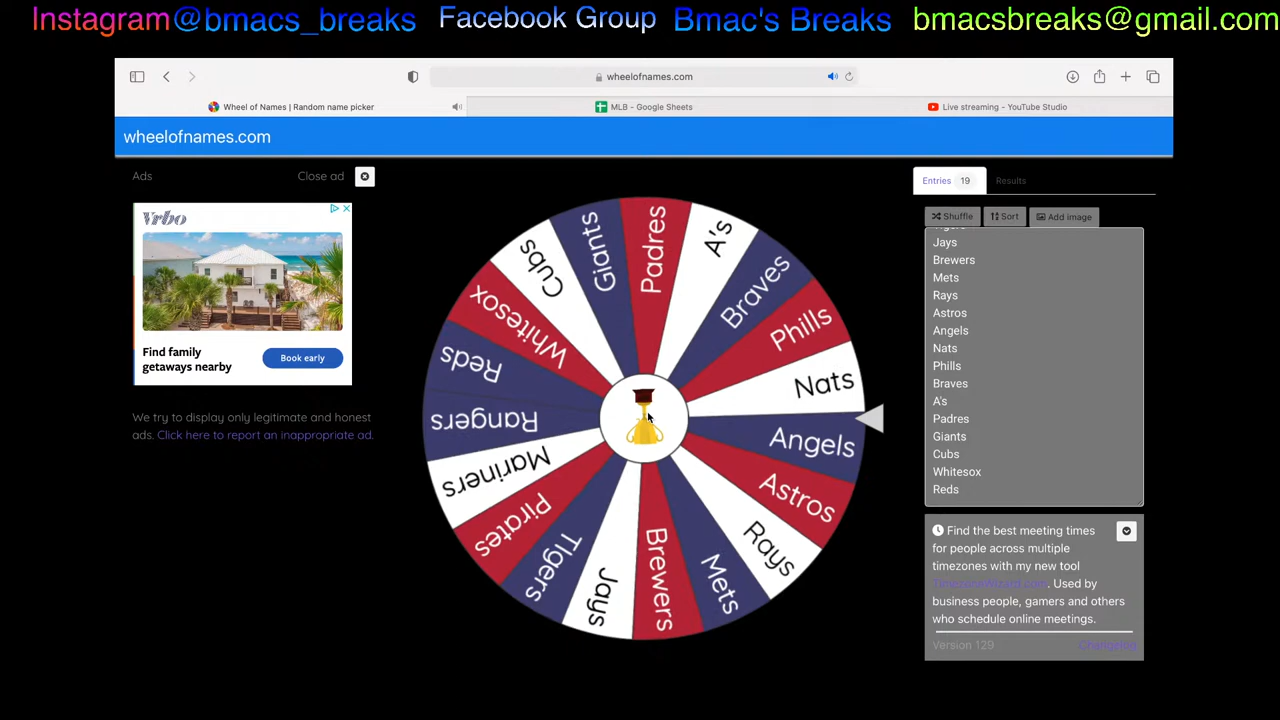 Instagram@bmacs_breaks Facebook Group Bmac's Breaks bmacsbreaks@gmail.com
wheelofnames.com
Wheel of Names | Random name picker
MLB - Google Sheets
Live streaming - YouTube Studio
wheelofnames.com
Ads
Close ad
Vrbo
Find family
getaways nearby
Book early
We try to display only legitimate and honest
ads. Click here to report an inappropriate ad.
Padres
A's
Braves
Phills
Nats
Angels
Astros
Rays
Mets
Brewers
Jays
Tigers
Pirates
Mariners
Rangers
Reds
Whitesox
Cubs
Giants
Entries 19
Results
Shuffle
Sort
Add image
Tigers
Jays
Brewers
Mets
Rays
Astros
Angels
Nats
Phills
Braves
A's
Padres
Giants
Cubs
Whitesox
Reds
Find the best meeting times
for people across multiple
timezones with my new tool
. Used by
business people, gamers and others
who schedule online meetings.
Version 129
Changelog